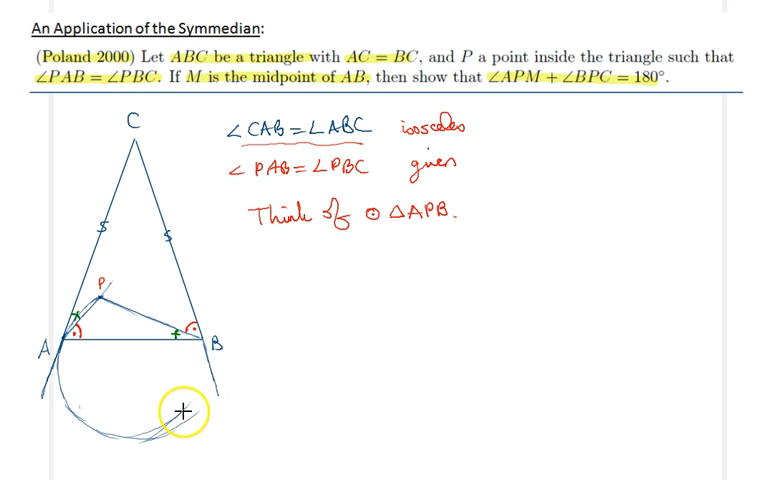 An Application of the Symmedian:
(Poland 2000) Let ABC be a triangle with AC = BC, and P a point inside the triangle such that
∠PAB = ∠PBC. If M is the midpoint of AB, then show that ∠APM + ∠BPC = 180°.
C
∠CAB = ∠ABC isosceles
∠PAB = ∠PBC given
Think of ⊙ △APB.
P
A
B